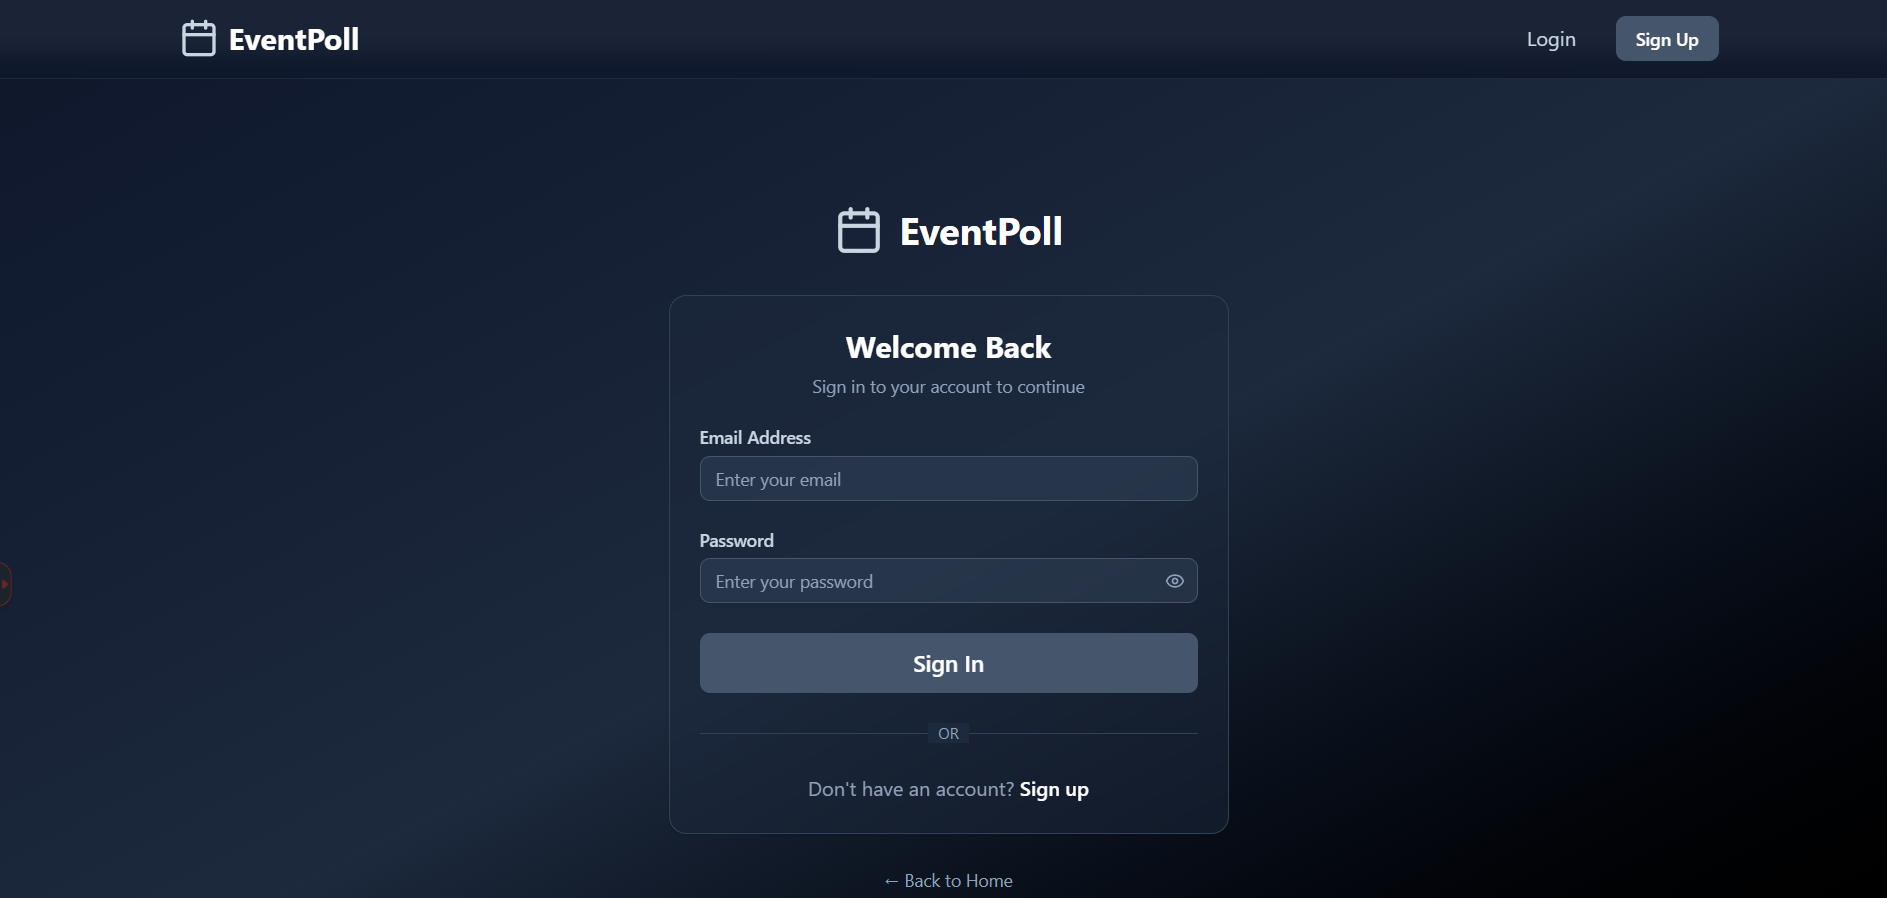 EventPoll
Login
Sign Up
EventPoll
Welcome Back
Sign in to your account to continue
Email Address
Enter your email
Password
Enter your password
Sign In
OR
Don't have an account? Sign up
← Back to Home